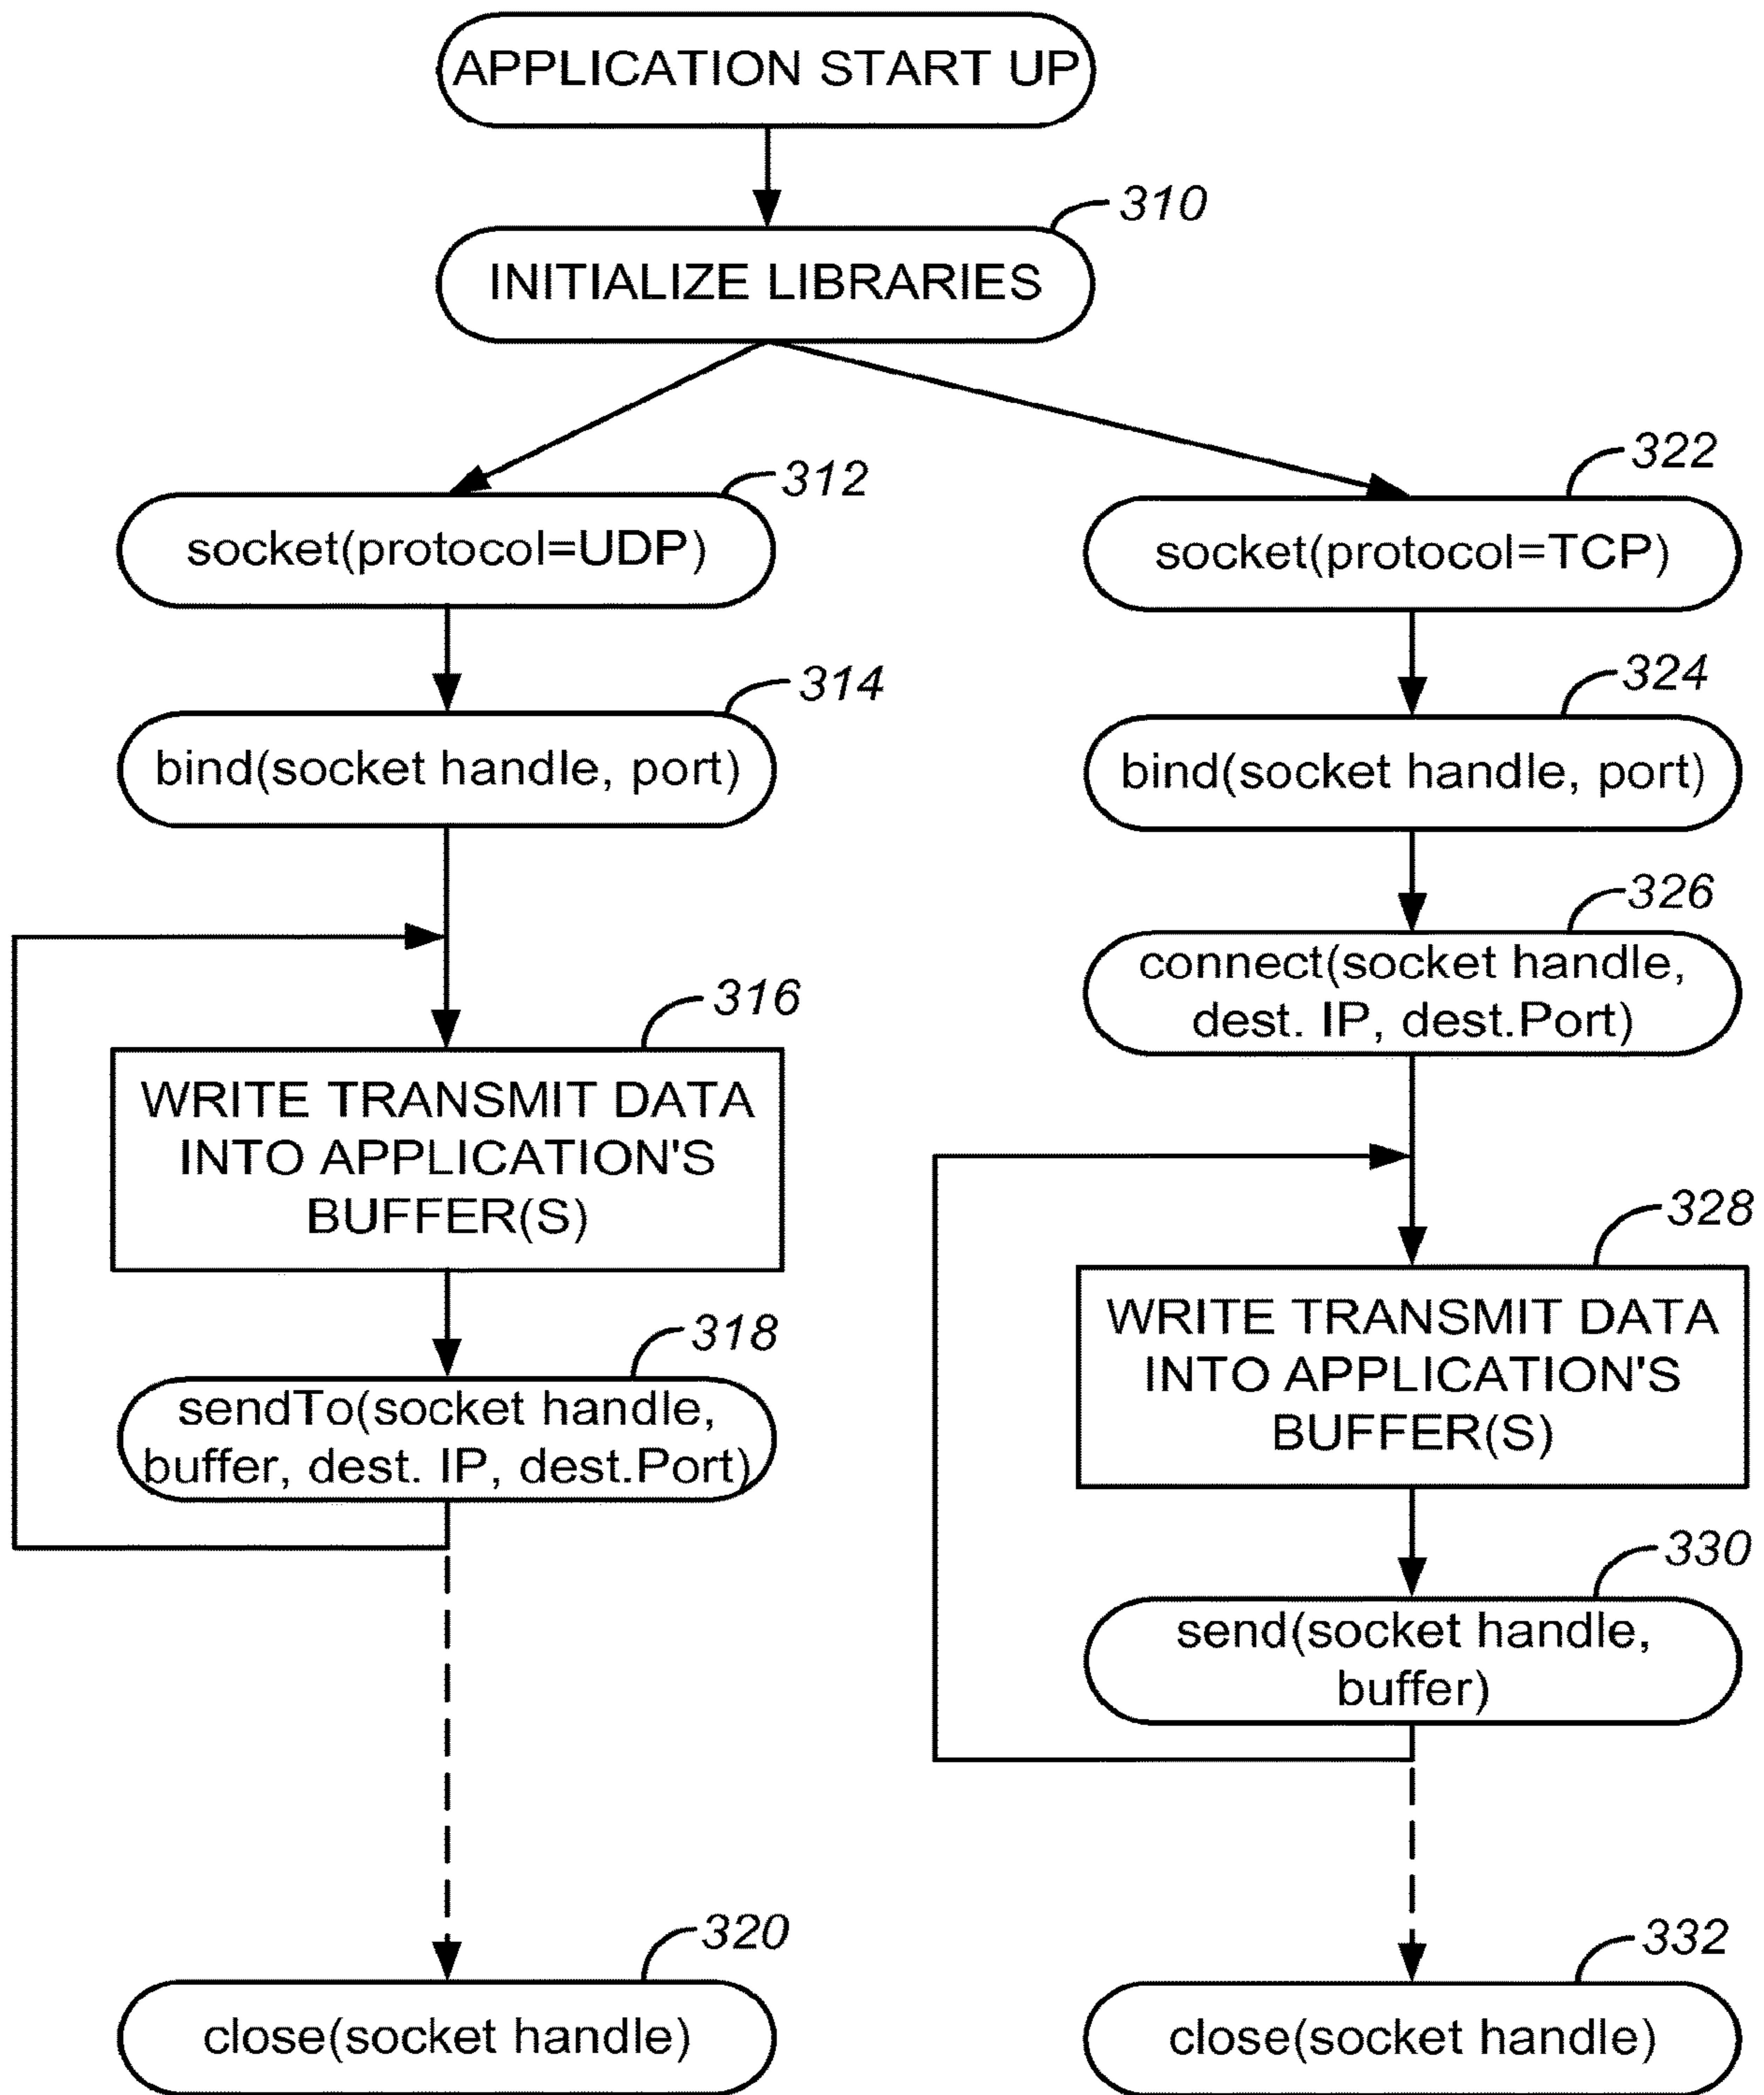 APPLICATION START UP
310
INITIALIZE LIBRARIES
312
socket(protocol=UDP)
314
bind(socket handle, port)
316
WRITE TRANSMIT DATA
INTO APPLICATION'S
BUFFER(S)
318
sendTo(socket handle,
buffer, dest. IP, dest.Port)
320
close(socket handle)
322
socket(protocol=TCP)
324
bind(socket handle, port)
326
connect(socket handle,
dest. IP, dest.Port)
328
WRITE TRANSMIT DATA
INTO APPLICATION'S
BUFFER(S)
330
send(socket handle,
buffer)
332
close(socket handle)